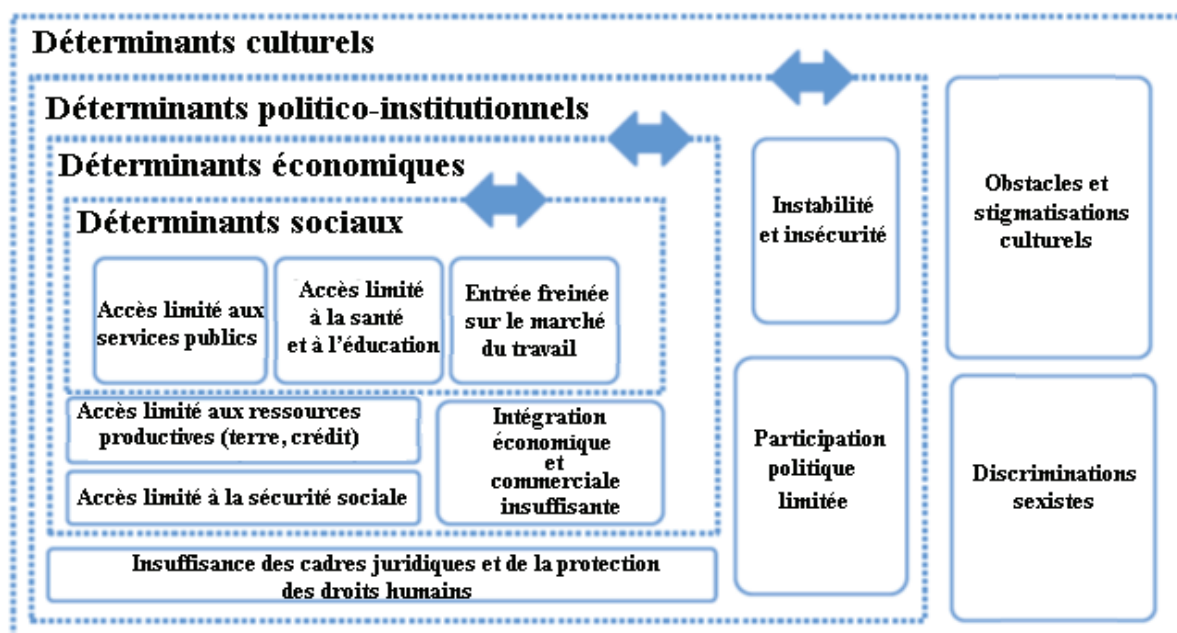 Déterminants culturels
Déterminants politico-institutionnels
Déterminants économiques
Déterminants sociaux
Accès limité aux
services publics
Accès limité
à la santé
et à l'éducation
Entrée freinée
sur le marché
du travail
Accès limité aux ressources
productives (terre, crédit)
Accès limité à la sécurité sociale
Intégration
économique
et
commerciale
insuffisante
Insuffisance des cadres juridiques et de la protection
des droits humains
Instabilité
et insécurité
Participation
politique
limitée
Obstacles et
stigmatisations
culturels
Discriminations
sexistes